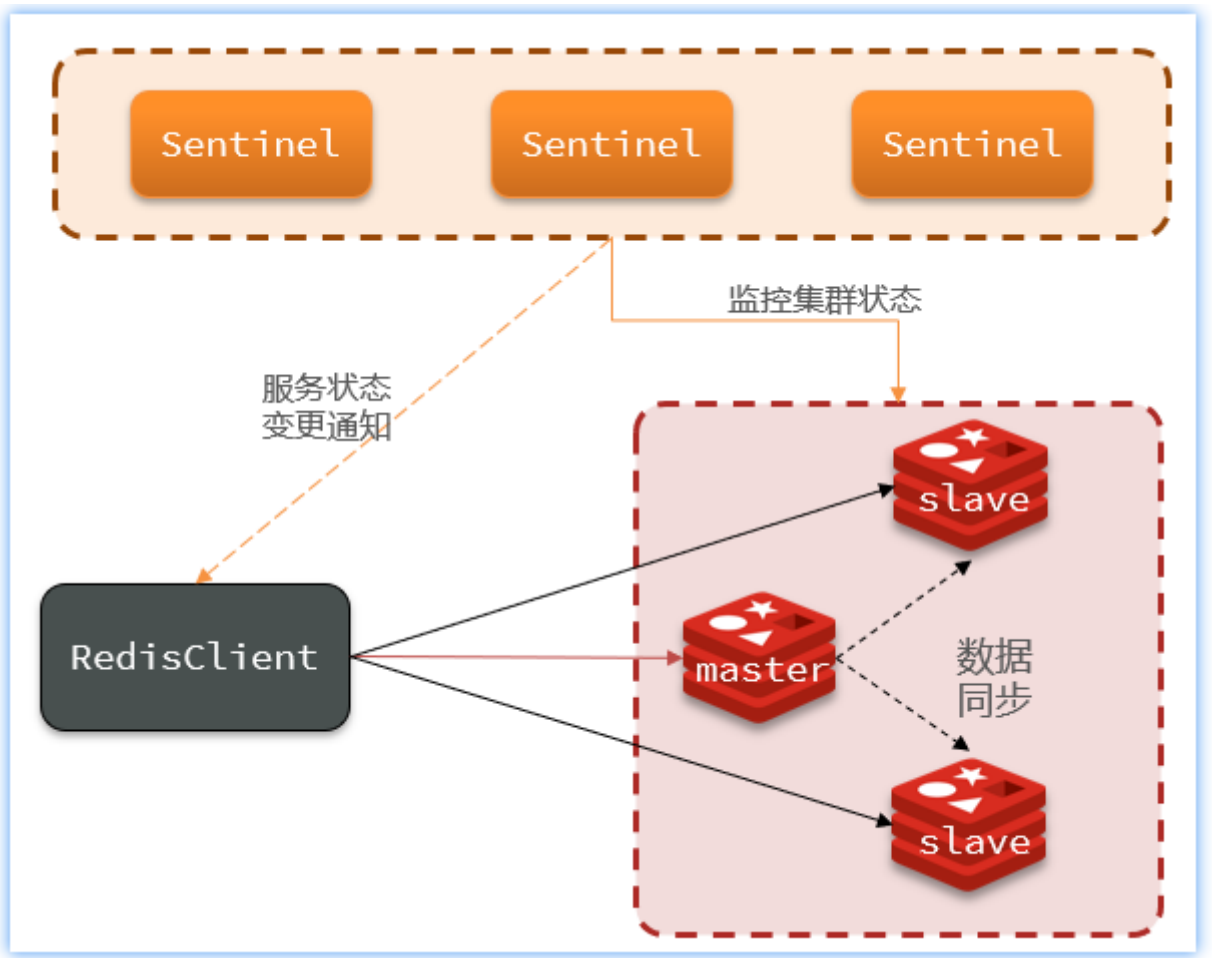 Sentinel
Sentinel
Sentinel
监控集群状态
服务状态
变更通知
slave
RedisClient
master
数据
同步
slave